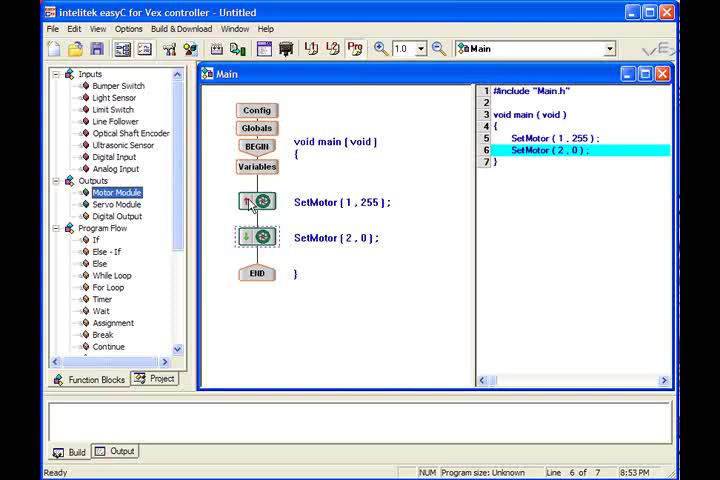 intelitek easyC for Vex controller - Untitled
File Edit View Options Build & Download Window Help
Prg 1.0 Main
Inputs
Bumper Switch
Light Sensor
Limit Switch
Line Follower
Optical Shaft Encoder
Ultrasonic Sensor
Digital Input
Analog Input
Outputs
Motor Module
Servo Module
Digital Output
Program Flow
If
Else - If
Else
While Loop
For Loop
Timer
Wait
Assignment
Break
Continue
Function Blocks Project
Main
Config
Globals
BEGIN void main ( void )
{
Variables
SetMotor ( 1 , 255 ) ;
SetMotor ( 2 , 0 ) ;
END }
1 #include "Main.h"
2
3 void main ( void )
4 {
5 SetMotor ( 1 , 255 ) ;
6 SetMotor ( 2 , 0 ) ;
7 }
Build Output
Ready NUM Program size: Unknown Line 6 of 7 8:53 PM